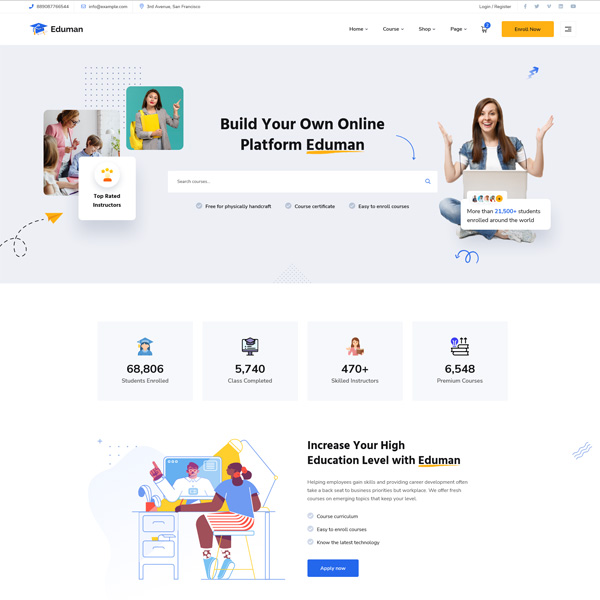 889087768544
info@example.com
3rd Avenue, San Francisco
Login / Register
Eduman
Home
Course
Shop
Page
2
Enroll Now
Build Your Own Online
Platform Eduman
Search courses...
Free for physically handcraft
Course certificate
Easy to enroll courses
Top Rated
Instructors
More than 21,500+ students
enrolled around the world
68,806
Students Enrolled
5,740
Class Completed
470+
Skilled Instructors
6,548
Premium Courses
Increase Your High
Education Level with Eduman
Helping employees gain skills and providing career development often
take a back seat to business priorities but workplace. We offer fresh
courses on emerging topics that keep your level.
Course curriculum
Easy to enroll courses
Know the latest technology
Apply now